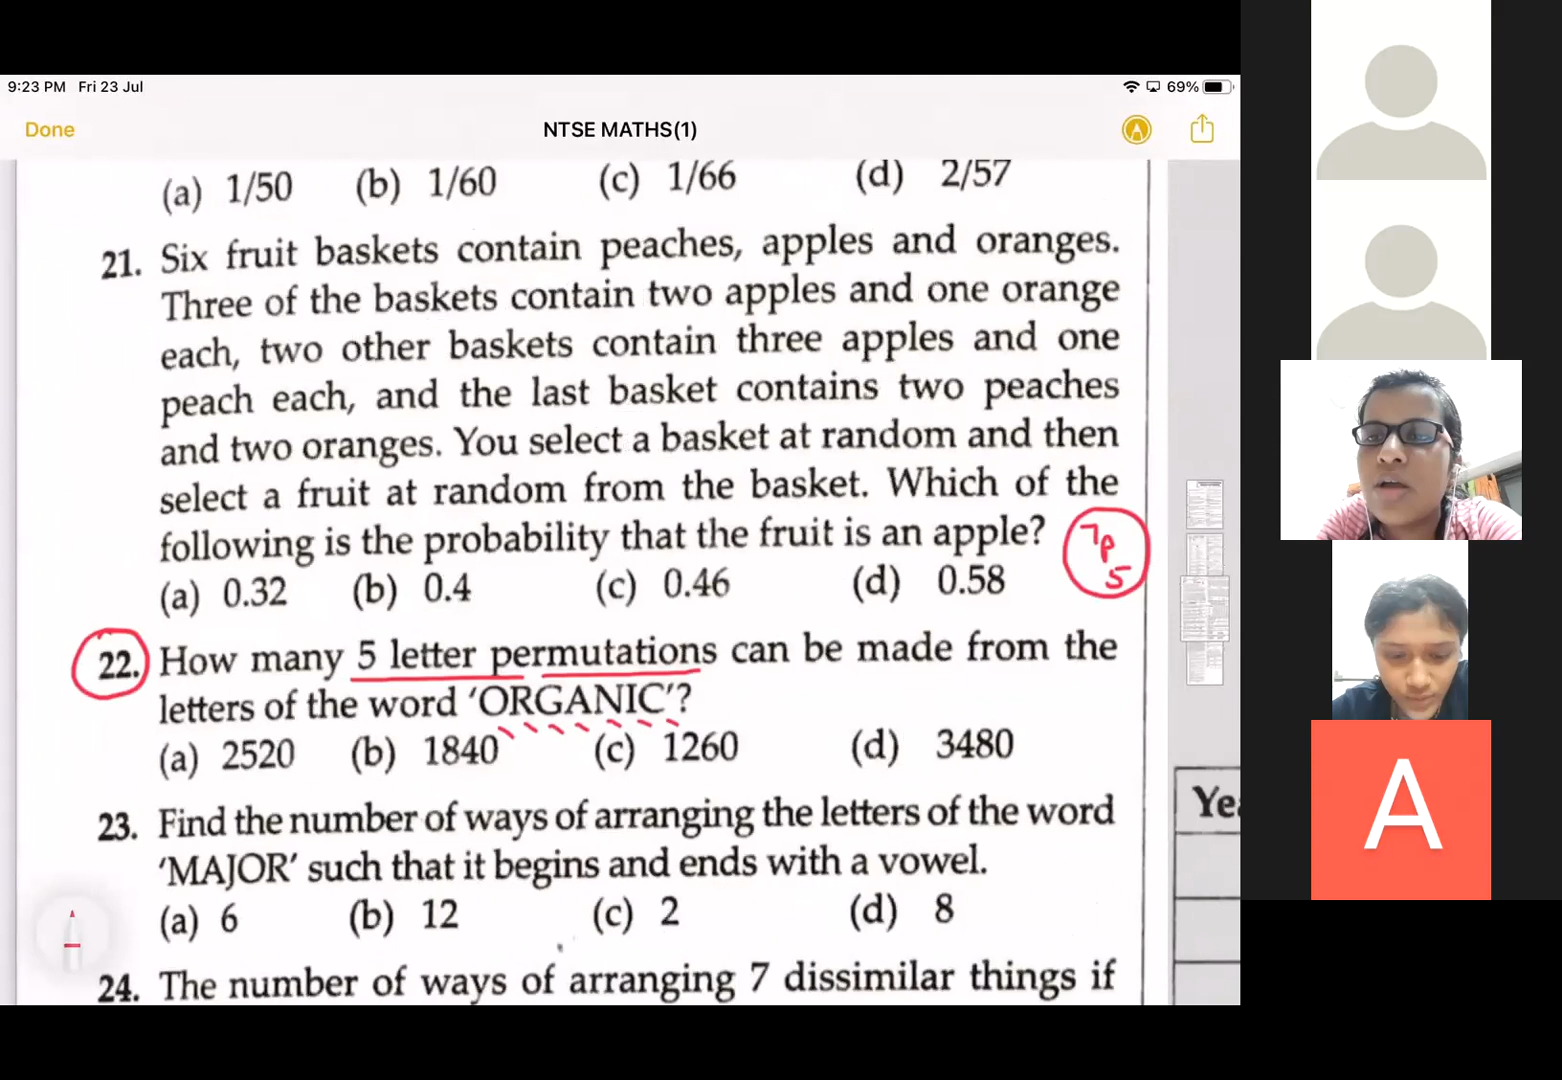 9:23 PM Fri 23 Jul
69%
Done
NTSE MATHS(1)
(a) 1/50 (b) 1/60 (c) 1/66 (d) 2/57
21. Six fruit baskets contain peaches, apples and oranges.
Three of the baskets contain two apples and one orange
each, two other baskets contain three apples and one
peach each, and the last basket contains two peaches
and two oranges. You select a basket at random and then
select a fruit at random from the basket. Which of the
following is the probability that the fruit is an apple?
7P5
(a) 0.32 (b) 0.4 (c) 0.46 (d) 0.58
22. How many 5 letter permutations can be made from the
letters of the word ‘ORGANIC’?
(a) 2520 (b) 1840 (c) 1260 (d) 3480
23. Find the number of ways of arranging the letters of the word
‘MAJOR’ such that it begins and ends with a vowel.
(a) 6 (b) 12 (c) 2 (d) 8
24. The number of ways of arranging 7 dissimilar things if
A